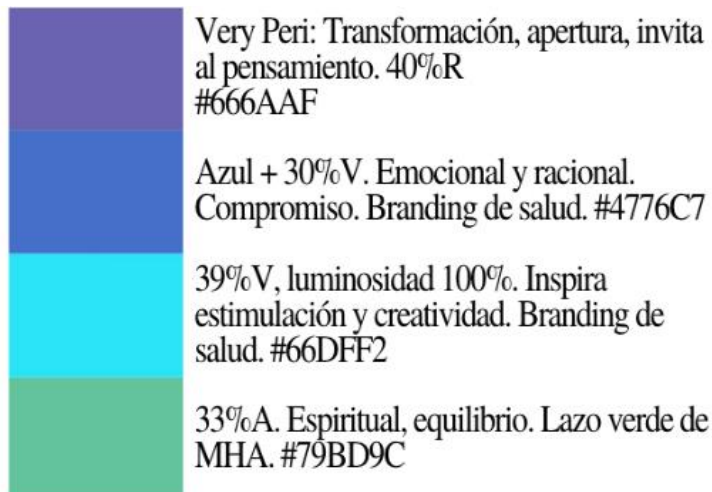 Very Peri: Transformación, apertura, invita
al pensamiento. 40%R
#666AAF
Azul + 30%V. Emocional y racional.
Compromiso. Branding de salud. #4776C7
39%V, luminosidad 100%. Inspira
estimulación y creatividad. Branding de
salud. #66DFF2
33%A. Espiritual, equilibrio. Lazo verde de
MHA. #79BD9C